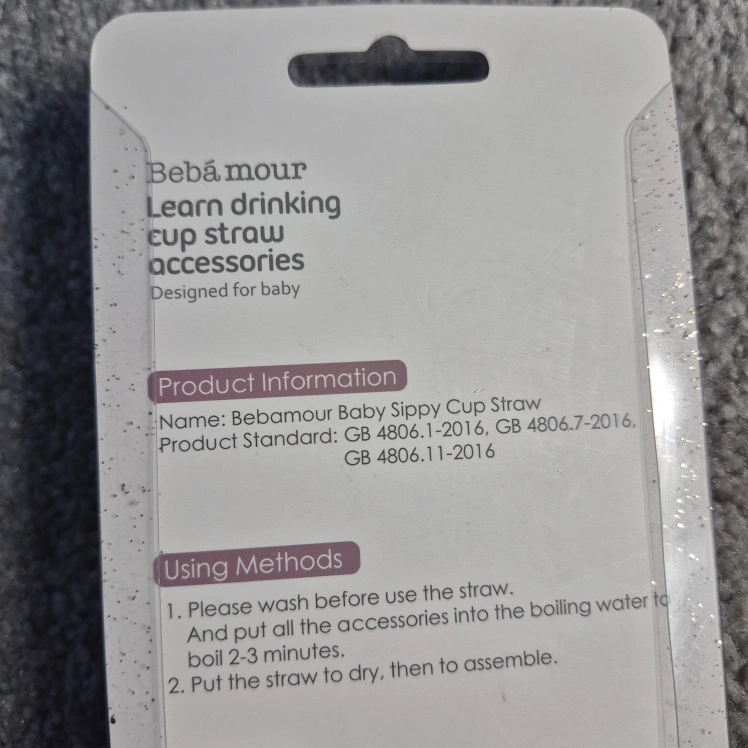 Bebá mour
Learn drinking
cup straw
accessories
Designed for baby
Product Information
Name: Bebamour Baby Sippy Cup Straw
Product Standard: GB 4806.1-2016, GB 4806.7-2016,
GB 4806.11-2016
Using Methods
1. Please wash before use the straw.
And put all the accessories into the boiling water to
boil 2-3 minutes.
2. Put the straw to dry, then to assemble.